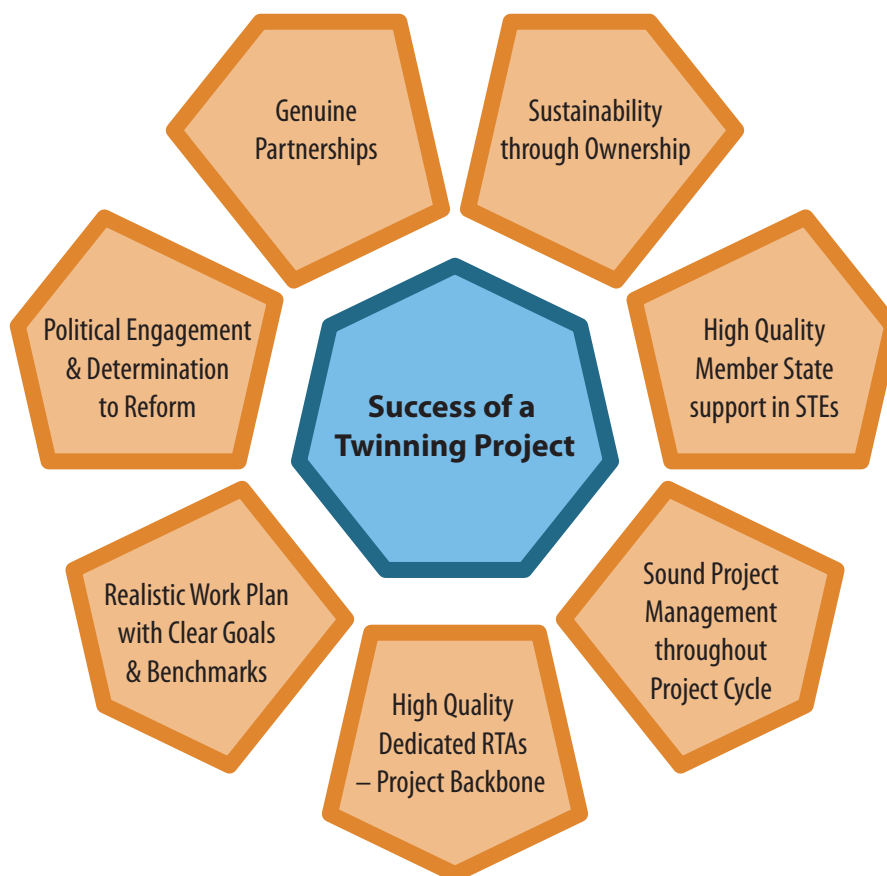 Genuine
Partnerships
Sustainability
through Ownership
Political Engagement
& Determination
to Reform
High Quality
Member State
support in STEs
Success of a
Twinning Project
Realistic Work Plan
with Clear Goals
& Benchmarks
Sound Project
Management
throughout
Project Cycle
High Quality
Dedicated RTAs
– Project Backbone